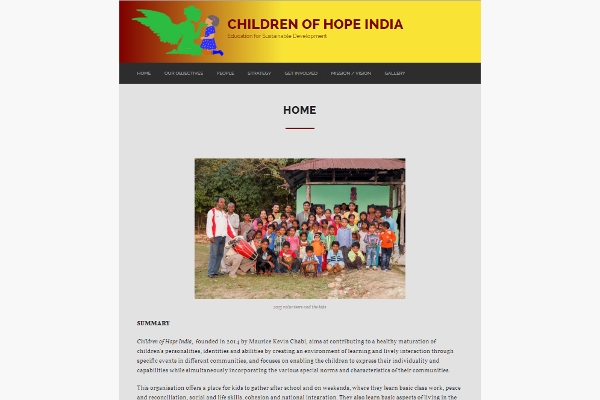 CHILDREN OF HOPE INDIA
Education for Sustainable Development
HOME OUR OBJECTIVES PEOPLE STRATEGY GET INVOLVED MISSION / VISION GALLERY
HOME
and the kids
SUMMARY
Children of Hope India, founded in 2014 by Maurice Kevin Chabi, aims at contributing to a healthy maturation of
children's personalities, identities and abilities by creating an environment of learning and lively interaction through
specific events in different communities, and focuses on enabling the children to express their individuality and
capabilities while simultaneously incorporating the various special norms and characteristics of their communities.
This organisation offers a place for kids to gather after school and on weekends, where they learn basic class work, peace
and reconciliation, social and life skills, cohesion and national integration. They also learn basic aspects of living in the